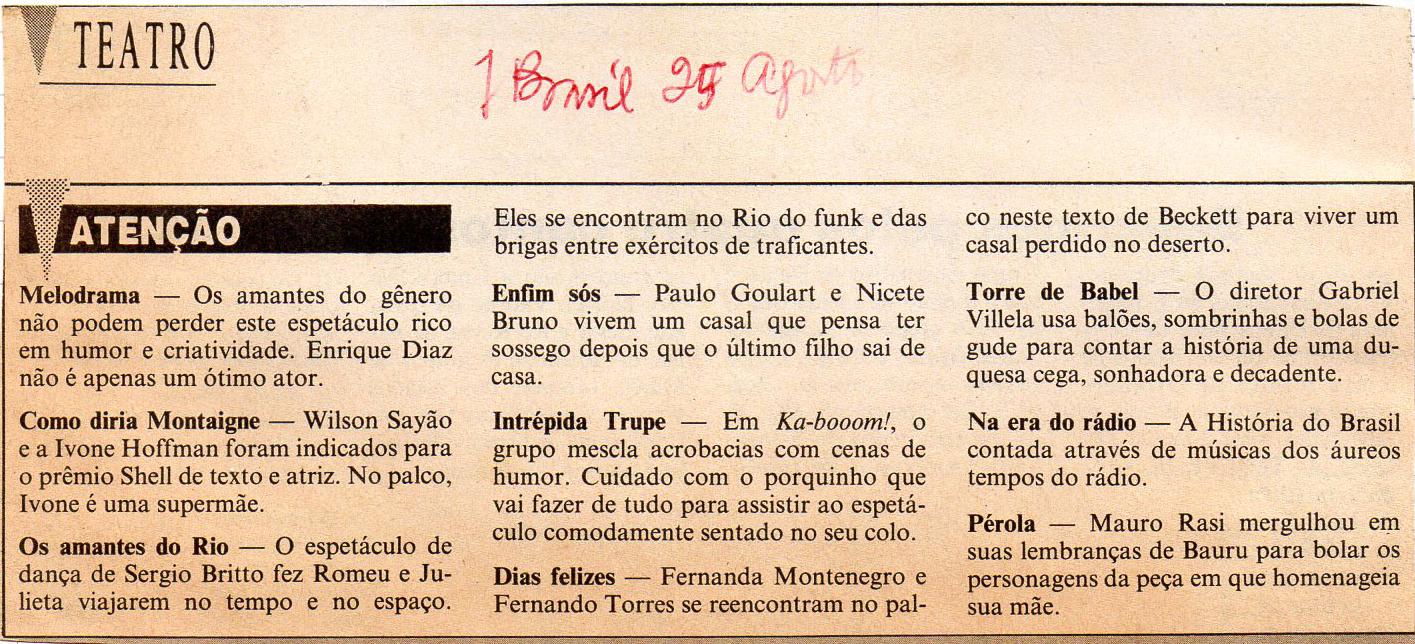 TEATRO
J Brasil 25 Agosto
ATENÇÃO
Melodrama — Os amantes do gênero
não podem perder este espetáculo rico
em humor e criatividade. Enrique Diaz
não é apenas um ótimo ator.
Como diria Montaigne — Wilson Sayão
e a Ivone Hoffman foram indicados para
o prêmio Shell de texto e atriz. No palco,
Ivone é uma supermãe.
Os amantes do Rio — O espetáculo de
dança de Sergio Britto fez Romeu e Ju-
lieta viajarem no tempo e no espaço.
Eles se encontram no Rio do funk e das
brigas entre exércitos de traficantes.
Enfim sós — Paulo Goulart e Nicete
Bruno vivem um casal que pensa ter
sossego depois que o último filho sai de
casa.
Intrépida Trupe — Em Ka-booom!, o
grupo mescla acrobacias com cenas de
humor. Cuidado com o porquinho que
vai fazer de tudo para assistir ao espetá-
culo comodamente sentado no seu colo.
Dias felizes — Fernanda Montenegro e
Fernando Torres se reencontram no pal-
co neste texto de Beckett para viver um
casal perdido no deserto.
Torre de Babel — O diretor Gabriel
Villela usa balões, sombrinhas e bolas de
gude para contar a história de uma du-
quesa cega, sonhadora e decadente.
Na era do rádio — A História do Brasil
contada através de músicas dos áureos
tempos do rádio.
Pérola — Mauro Rasi mergulhou em
suas lembranças de Bauru para bolar os
personagens da peça em que homenageia
sua mãe.